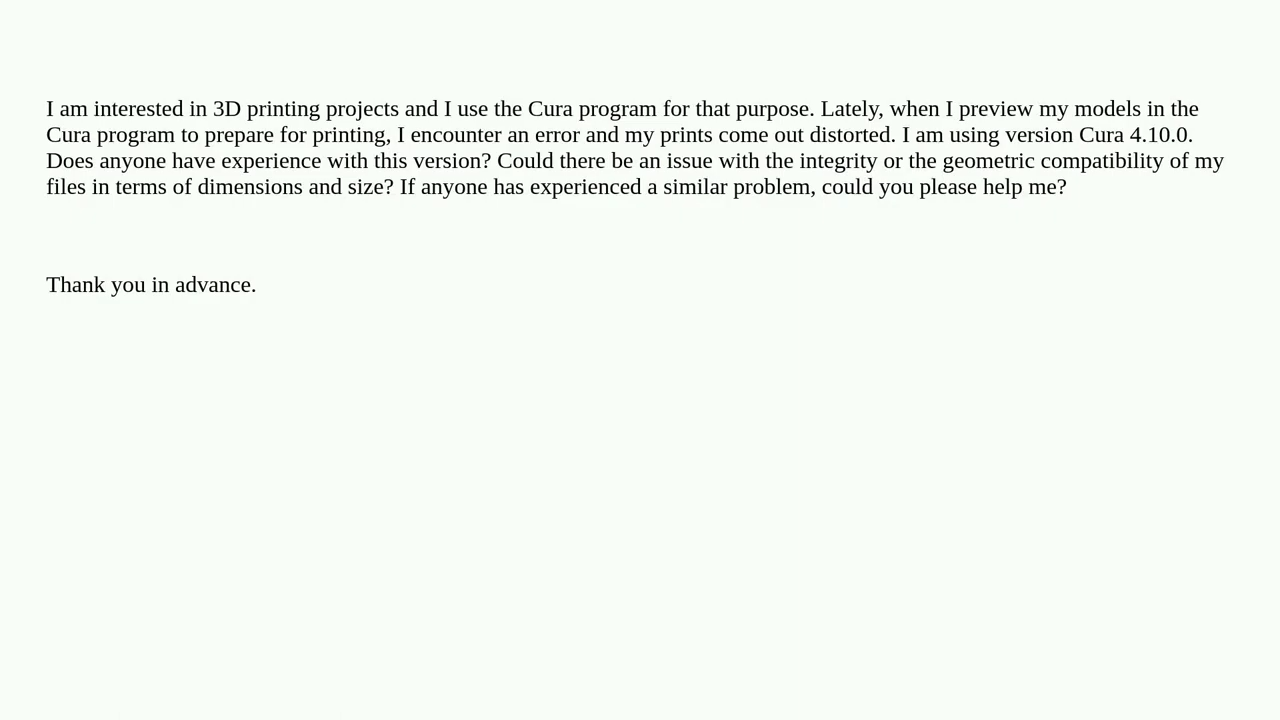 I am interested in 3D printing projects and I use the Cura program for that purpose. Lately, when I preview my models in the
Cura program to prepare for printing, I encounter an error and my prints come out distorted. I am using version Cura 4.10.0.
Does anyone have experience with this version? Could there be an issue with the integrity or the geometric compatibility of my
files in terms of dimensions and size? If anyone has experienced a similar problem, could you please help me?
Thank you in advance.